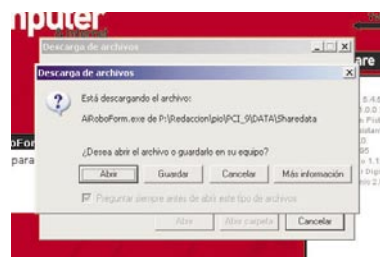 mputer
Descarga de archivos
are
Descarga de archivos
Está descargando el archivo:
AiRoboForm.exe de P:\Redaccion\pio\PCI_9\DATA\Sharedata
¿Desea abrir el archivo o guardarlo en su equipo?
para
Abrir
Guardar
Cancelar
Más información
Preguntar siempre antes de abrir este tipo de archivos
Abrir
Abrir carpeta
Cancelar